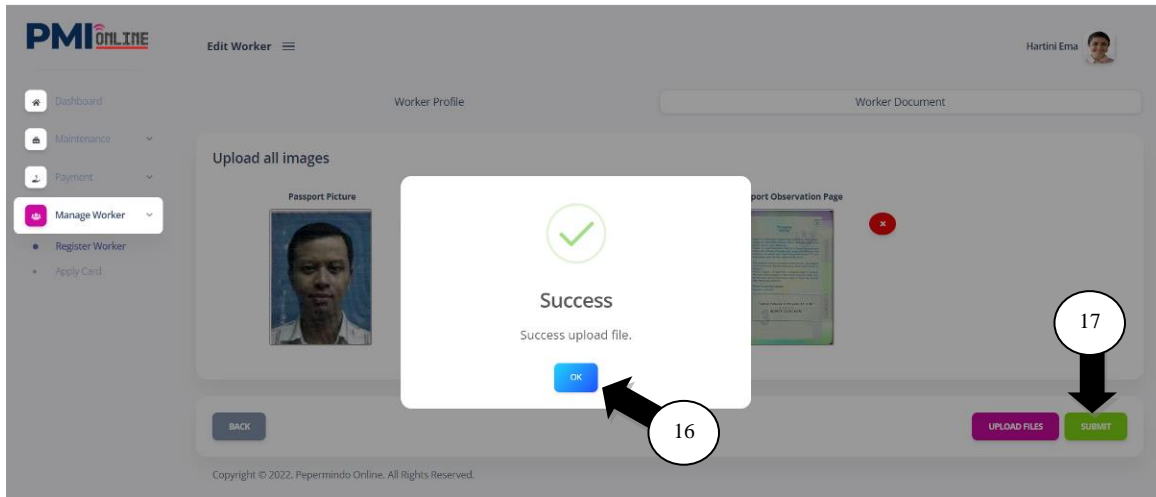 PMI ONLINE
Edit Worker
Hartini Ema
Dashboard
Maintenance
Payment
Manage Worker
Register Worker
Apply Card
Worker Profile
Worker Document
Upload all images
Passport Picture
port Observation Page
Success
Success upload file.
OK
16
17
BACK
UPLOAD FILES
SUBMIT
Copyright © 2022. Pepermindo Online. All Rights Reserved.